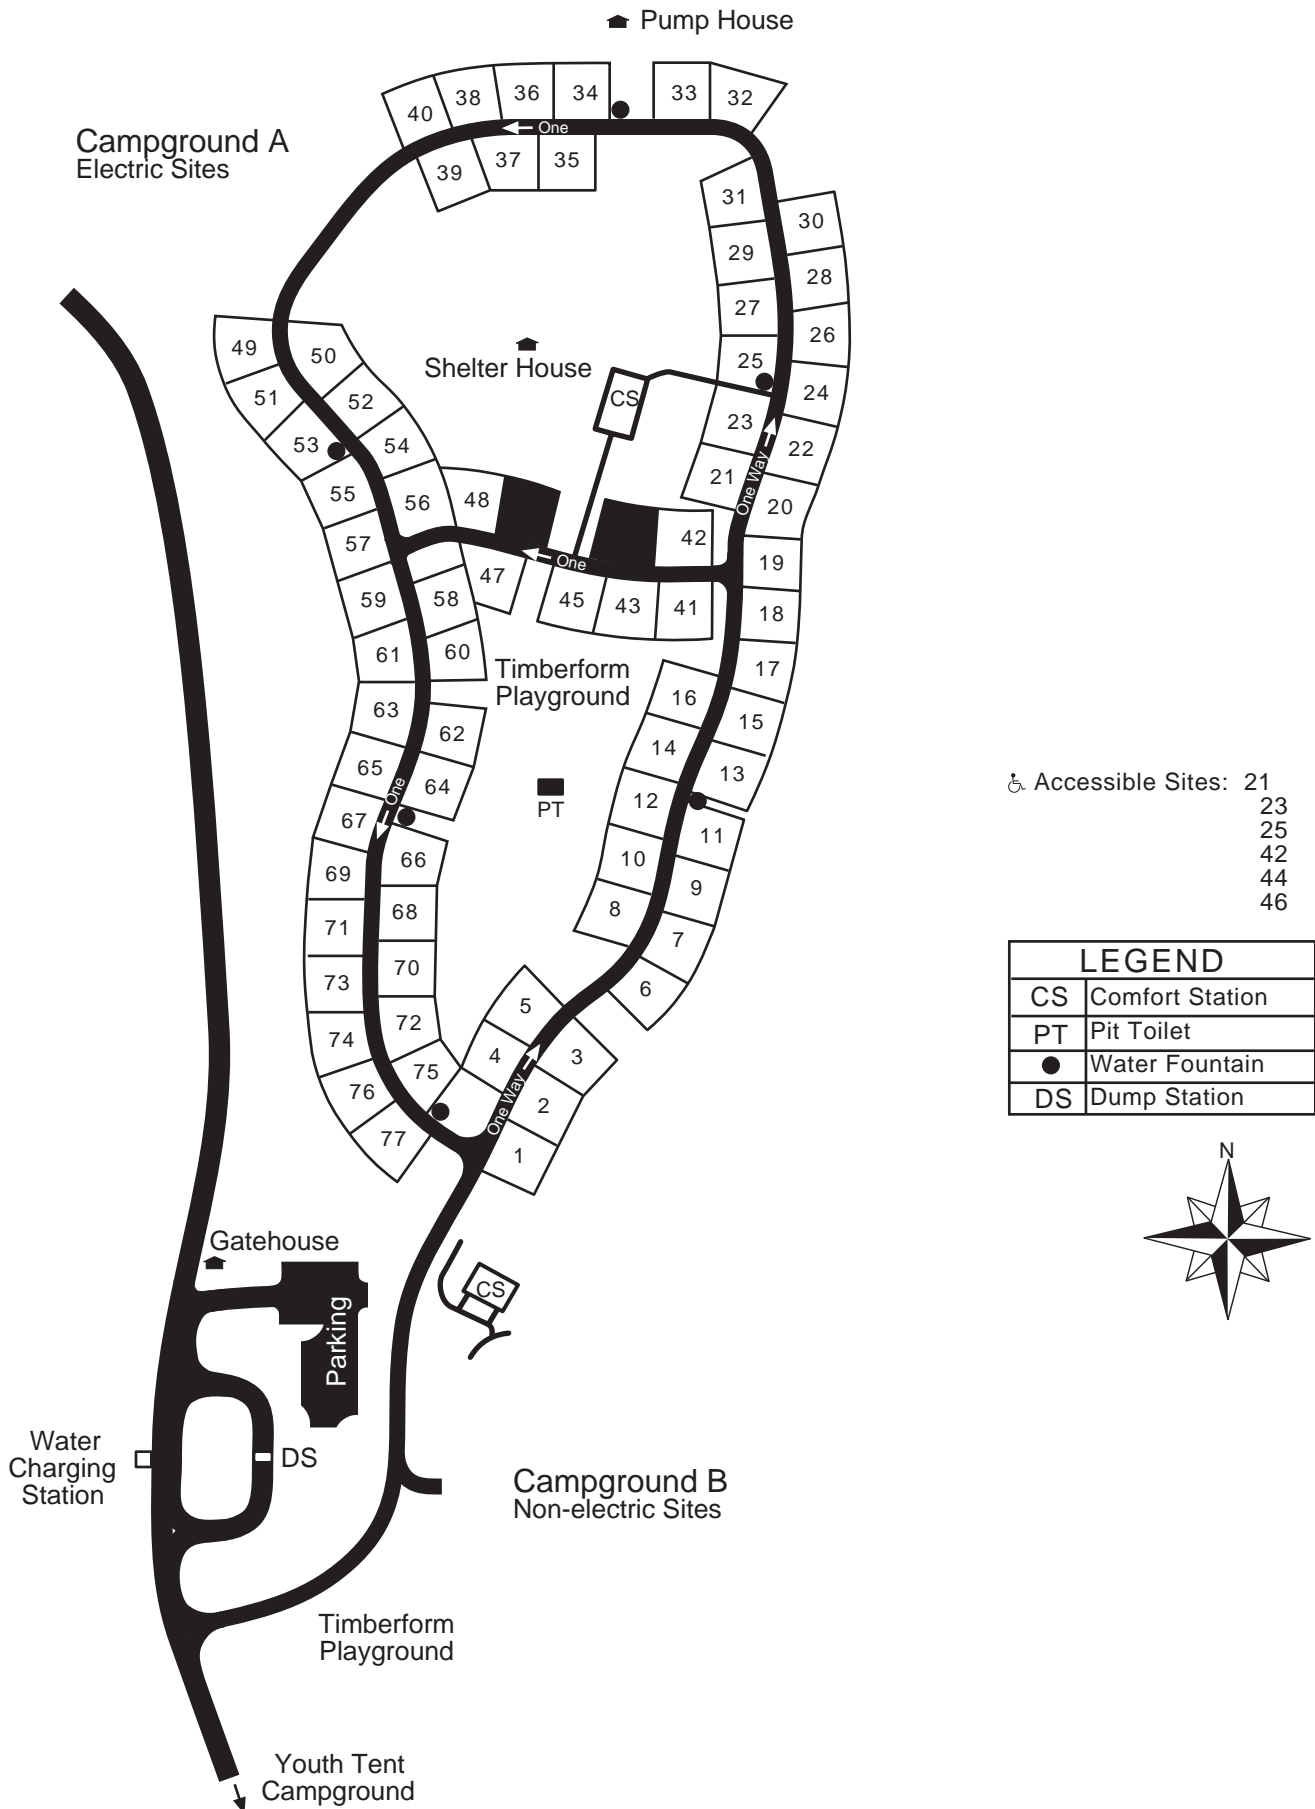 Pump House
Campground A
Electric Sites
40
38
36
34
33
32
One
39
37
35
31
30
29
28
27
26
25
24
23
22
21
20
One Way
49
50
51
52
53
54
55
56
57
Shelter House
CS
48
42
19
One
47
45
43
41
18
59
58
61
60
17
Timberform
Playground
16
15
14
13
12
11
10
9
8
7
6
63
62
65
64
One
67
66
69
68
71
70
73
72
74
75
76
77
PT
5
4
3
2
1
One Way
Accessible Sites: 21
23
25
42
44
46
LEGEND
CS Comfort Station
PT Pit Toilet
Water Fountain
DS Dump Station
N
Gatehouse
CS
Parking
Water
Charging
Station
DS
Campground B
Non-electric Sites
Timberform
Playground
Youth Tent
Campground